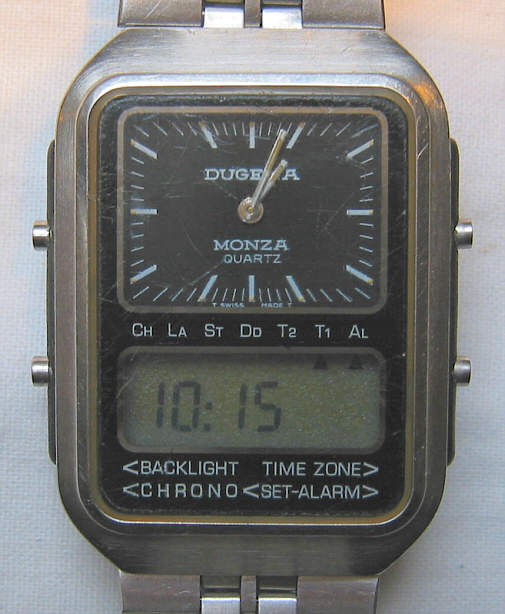 DUGENA
MONZA
QUARTZ
T SWISS MADE T
CH LA ST DD T2 T1 AL
10:15
<BACKLIGHT TIME ZONE>
<CHRONO <SET-ALARM>